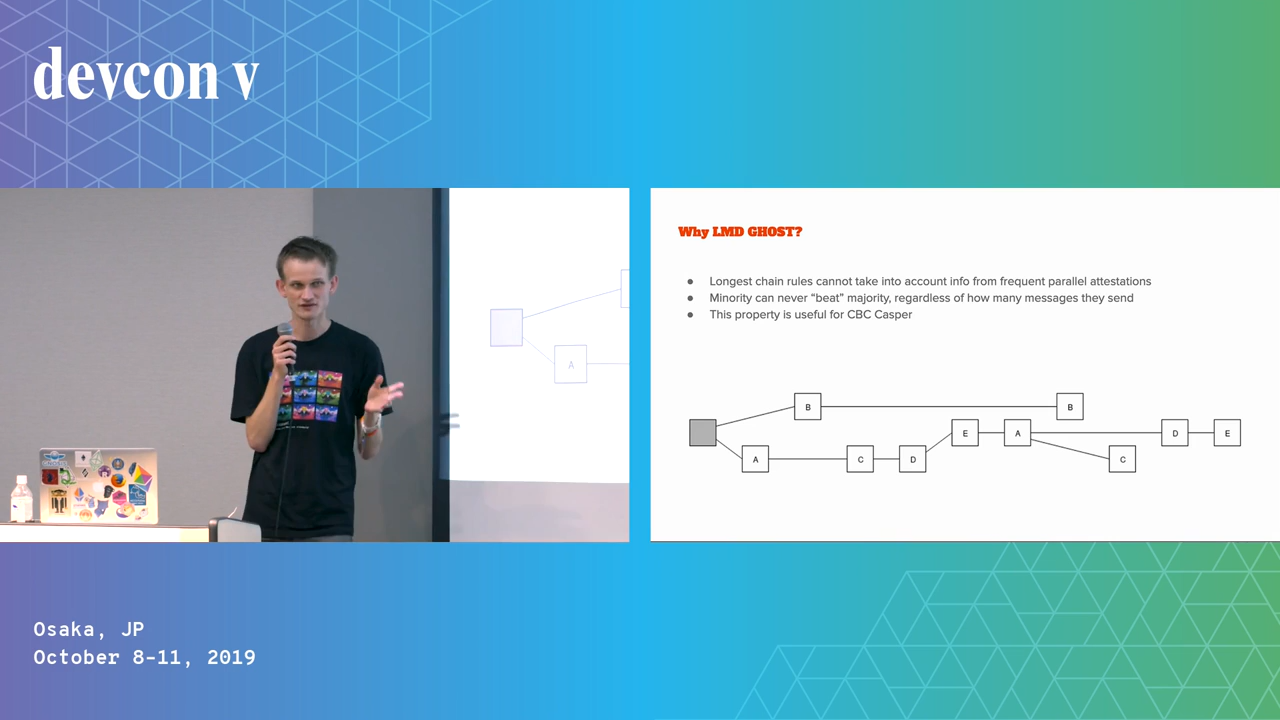 devcon v
A
Why LMD GHOST?
● Longest chain rules cannot take into account info from frequent parallel attestations
● Minority can never “beat” majority, regardless of how many messages they send
● This property is useful for CBC Casper
B B
E A D E
A C D C
Osaka, JP
October 8-11, 2019